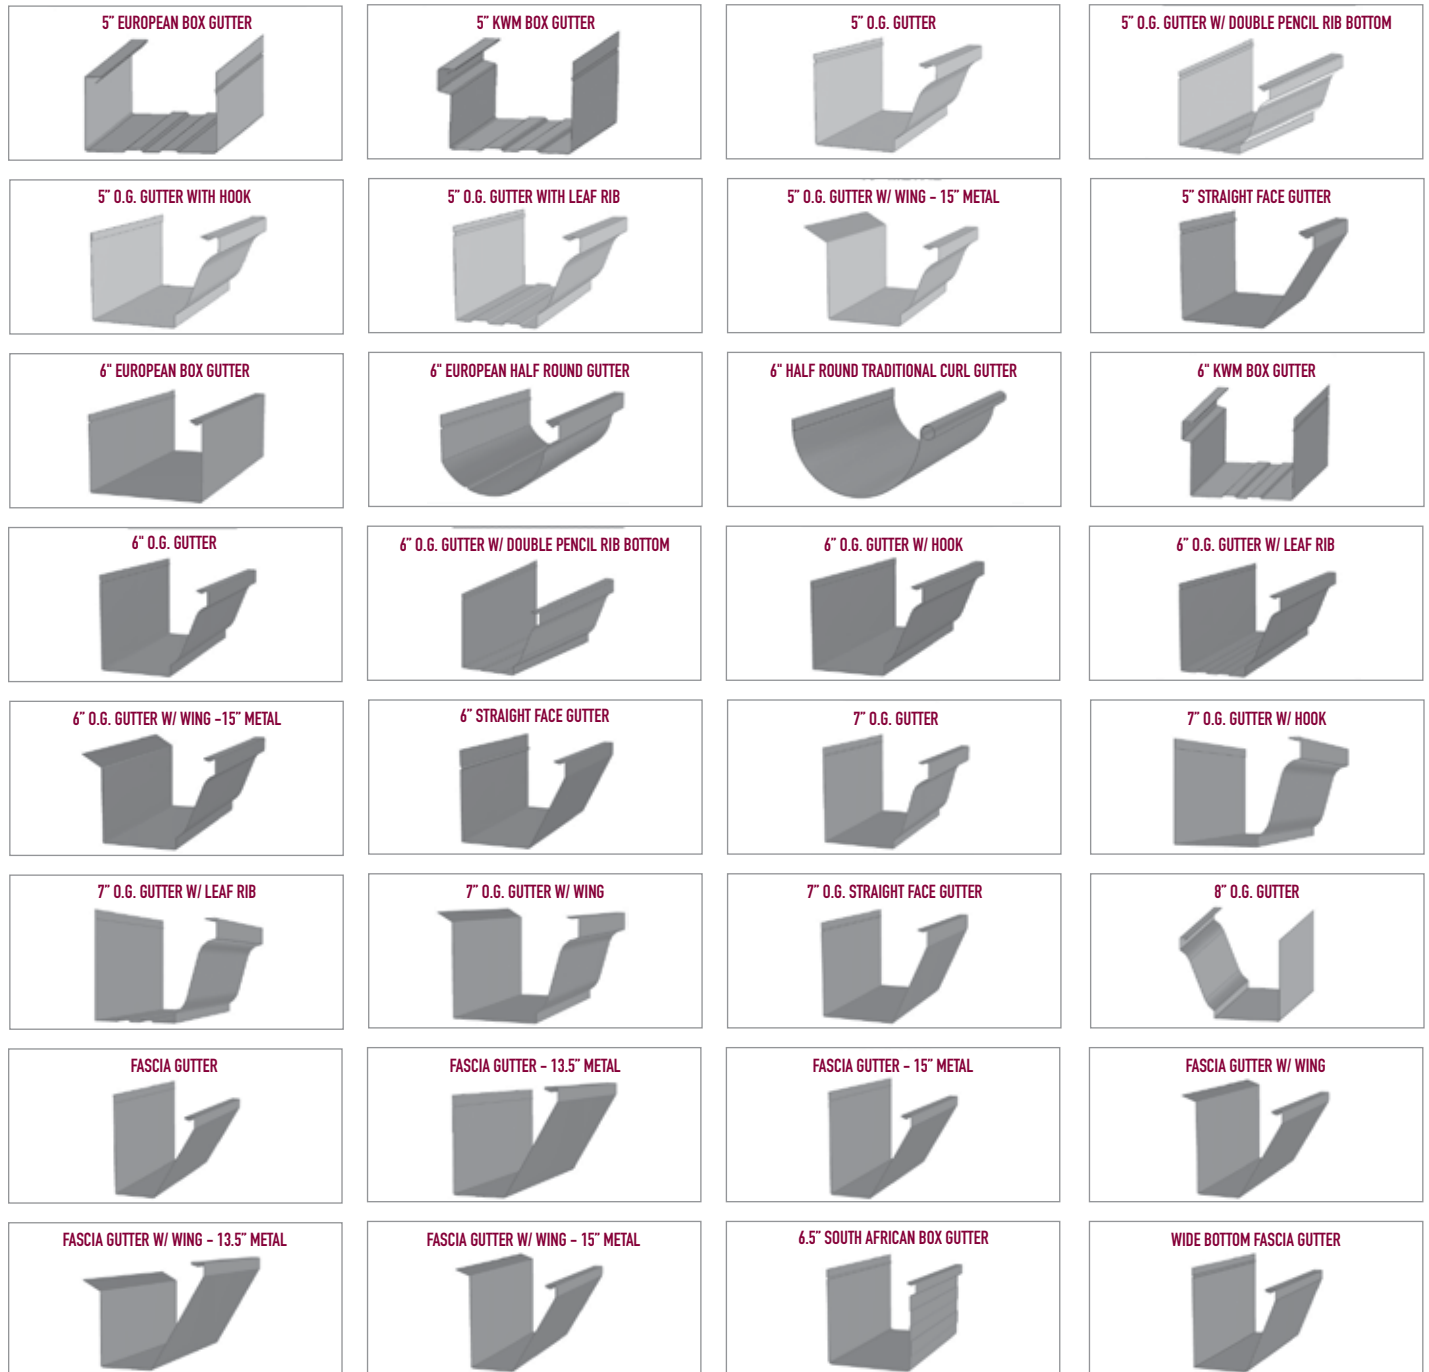 5” EUROPEAN BOX GUTTER
5” KWM BOX GUTTER
5” O.G. GUTTER
5” O.G. GUTTER W/ DOUBLE PENCIL RIB BOTTOM
5” O.G. GUTTER WITH HOOK
5” O.G. GUTTER WITH LEAF RIB
5” O.G. GUTTER W/ WING - 15” METAL
5” STRAIGHT FACE GUTTER
6" EUROPEAN BOX GUTTER
6" EUROPEAN HALF ROUND GUTTER
6" HALF ROUND TRADITIONAL CURL GUTTER
6" KWM BOX GUTTER
6" O.G. GUTTER
6” O.G. GUTTER W/ DOUBLE PENCIL RIB BOTTOM
6” O.G. GUTTER W/ HOOK
6” O.G. GUTTER W/ LEAF RIB
6” O.G. GUTTER W/ WING -15” METAL
6” STRAIGHT FACE GUTTER
7” O.G. GUTTER
7” O.G. GUTTER W/ HOOK
7” O.G. GUTTER W/ LEAF RIB
7” O.G. GUTTER W/ WING
7” O.G. STRAIGHT FACE GUTTER
8” O.G. GUTTER
FASCIA GUTTER
FASCIA GUTTER - 13.5” METAL
FASCIA GUTTER - 15” METAL
FASCIA GUTTER W/ WING
FASCIA GUTTER W/ WING - 13.5” METAL
FASCIA GUTTER W/ WING - 15” METAL
6.5” SOUTH AFRICAN BOX GUTTER
WIDE BOTTOM FASCIA GUTTER